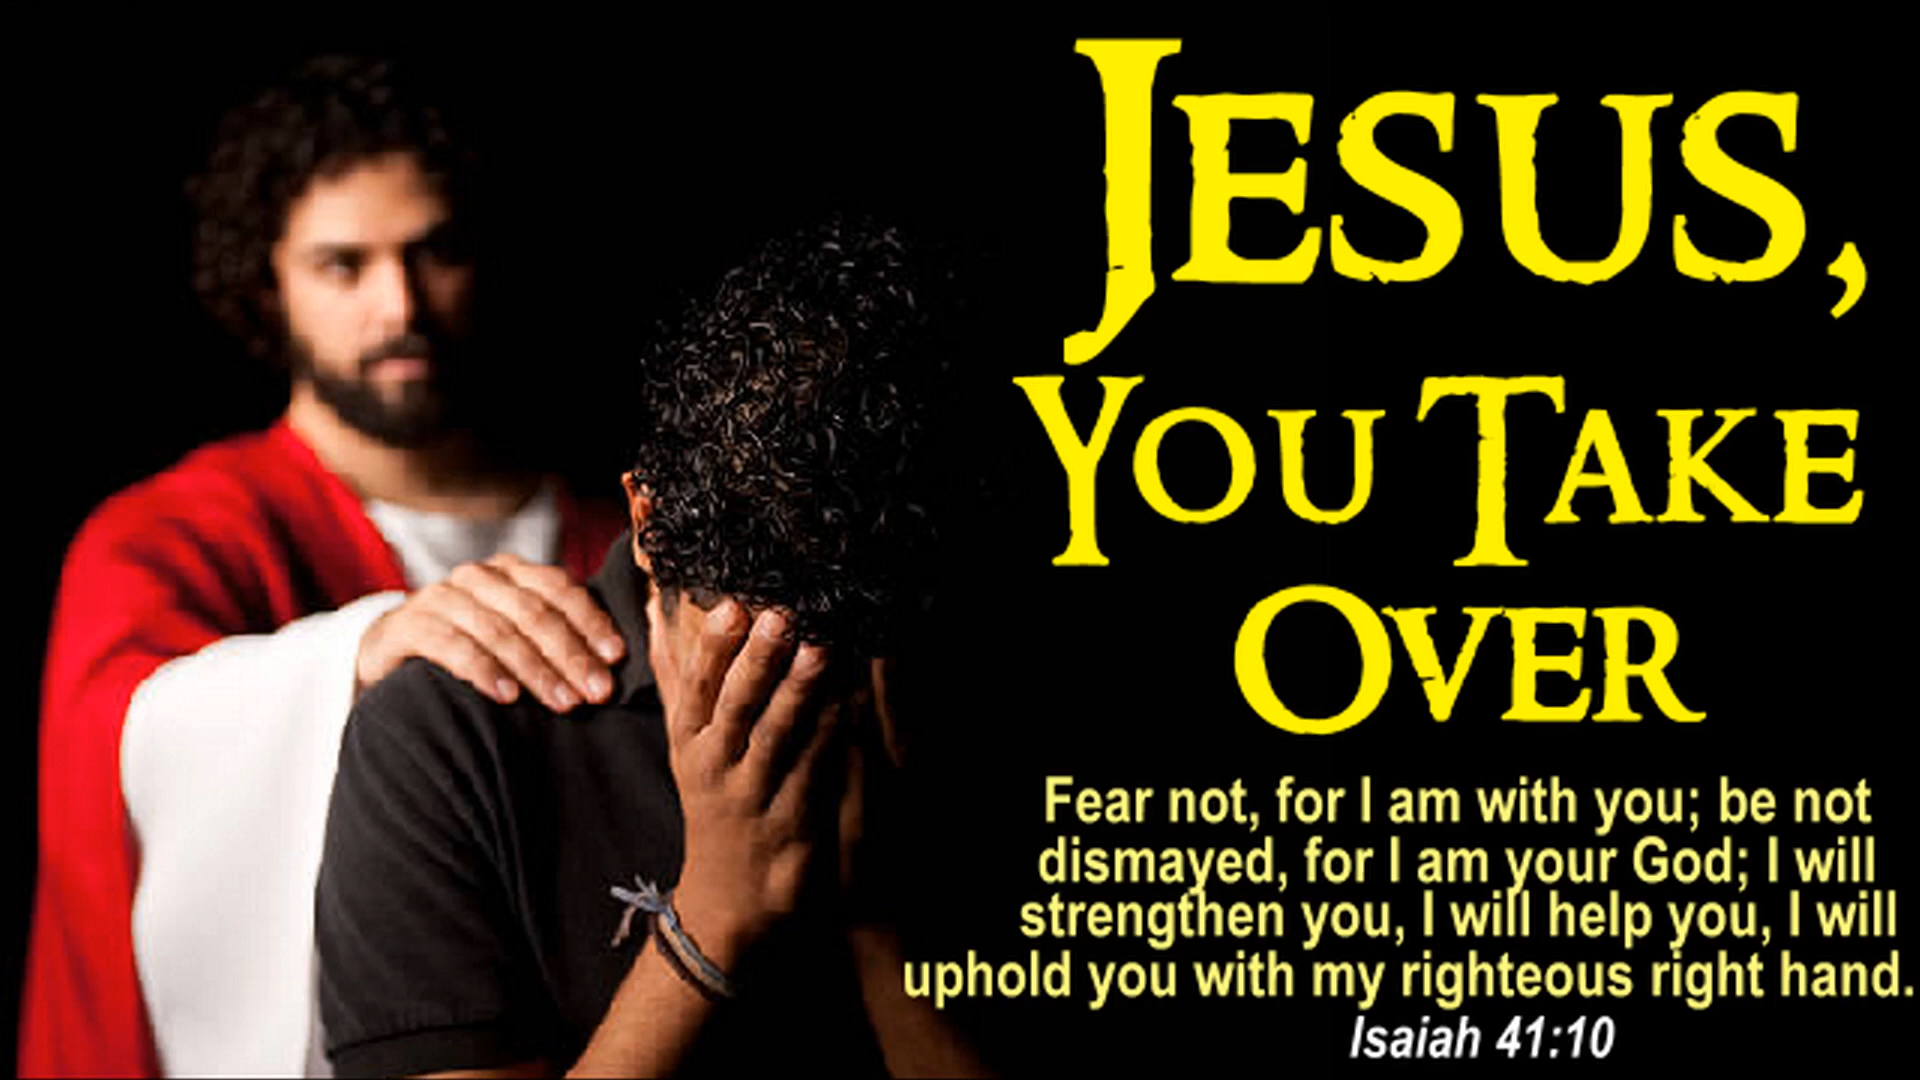 JESUS,
YOU TAKE
OVER
Fear not, for I am with you; be not
dismayed, for I am your God; I will
strengthen you, I will help you, I will
uphold you with my righteous right hand.
Isaiah 41:10